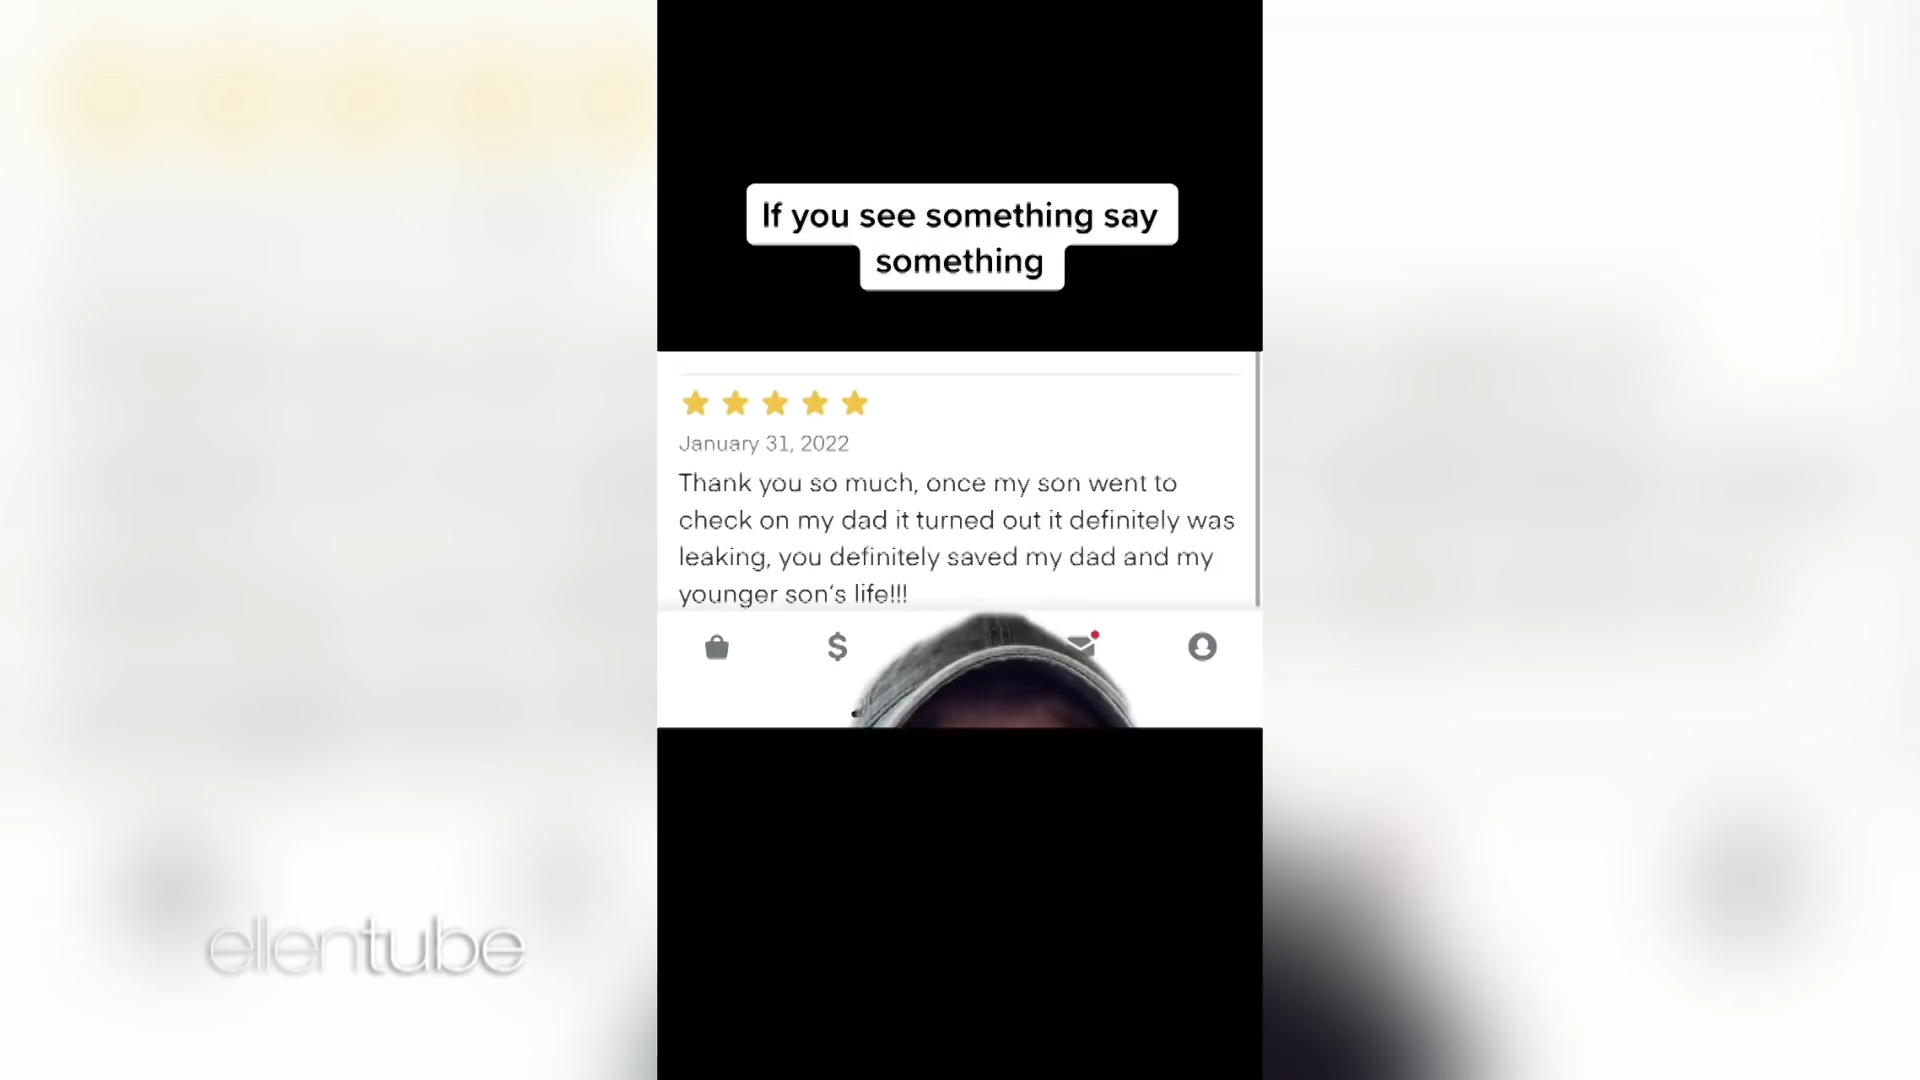 If you see something say
something
January 31, 2022
Thank you so much, once my son went to
check on my dad it turned out it definitely was
leaking, you definitely saved my dad and my
younger son's life!!!
$
ellentube